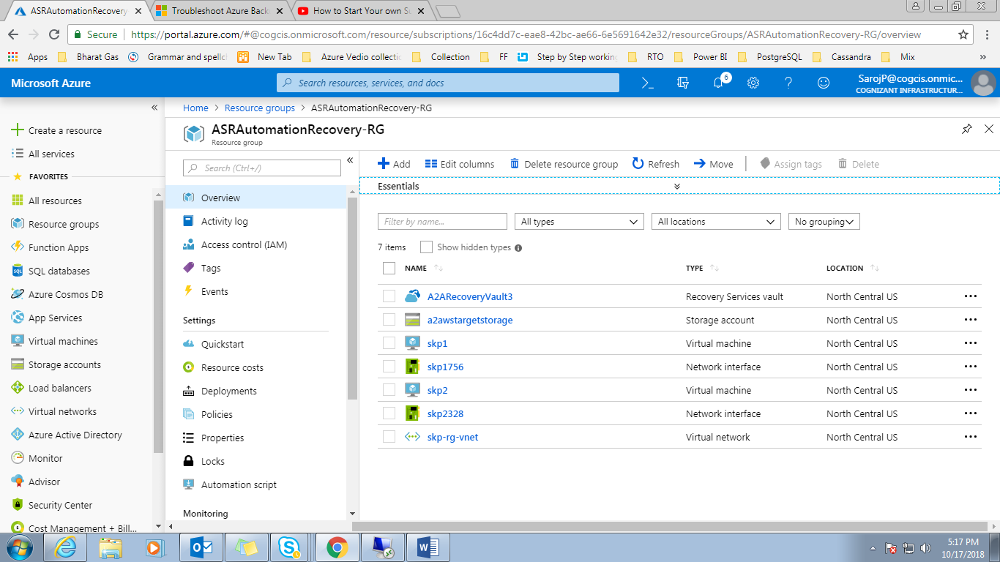 ASRAutomationRecovery
Troubleshoot Azure Back
How to Start Your own Su
Secure
https://portal.azure.com/#@cogcis.onmicrosoft.com/resource/subscriptions/16c4dd7c-eae8-42bc-ae66-6e5691642e32/resourceGroups/ASRAutomationRecovery-RG/overview
Apps Bharat Gas Grammar and spellch New Tab Azure Vedio collectic Collection FF Step by Step working RTO Power BI PostgreSQL Cassandra Mix »
Microsoft Azure
Search resources, services, and docs
6
SarojP@cogcis.onmic...
COGNIZANT INFRASTRUCTUR...
Home > Resource groups > ASRAutomationRecovery-RG
ASRAutomationRecovery-RG
Resource group
Create a resource
All services
FAVORITES
All resources
Resource groups
Function Apps
SQL databases
Azure Cosmos DB
App Services
Virtual machines
Storage accounts
Load balancers
Virtual networks
Azure Active Directory
Monitor
Advisor
Security Center
Cost Management + Bill...
Search (Ctrl+/)
Overview
Activity log
Access control (IAM)
Tags
Events
Settings
Quickstart
Resource costs
Deployments
Policies
Properties
Locks
Automation script
Monitoring
Add Edit columns Delete resource group Refresh Move Assign tags Delete
Essentials
Filter by name... All types All locations No grouping
7 items Show hidden types
NAME TYPE LOCATION
A2ARecoveryVault3 Recovery Services vault North Central US
a2awstargetstorage Storage account North Central US
skp1 Virtual machine North Central US
skp1756 Network interface North Central US
skp2 Virtual machine North Central US
skp2328 Network interface North Central US
skp-rg-vnet Virtual network North Central US
5:17 PM
10/17/2018